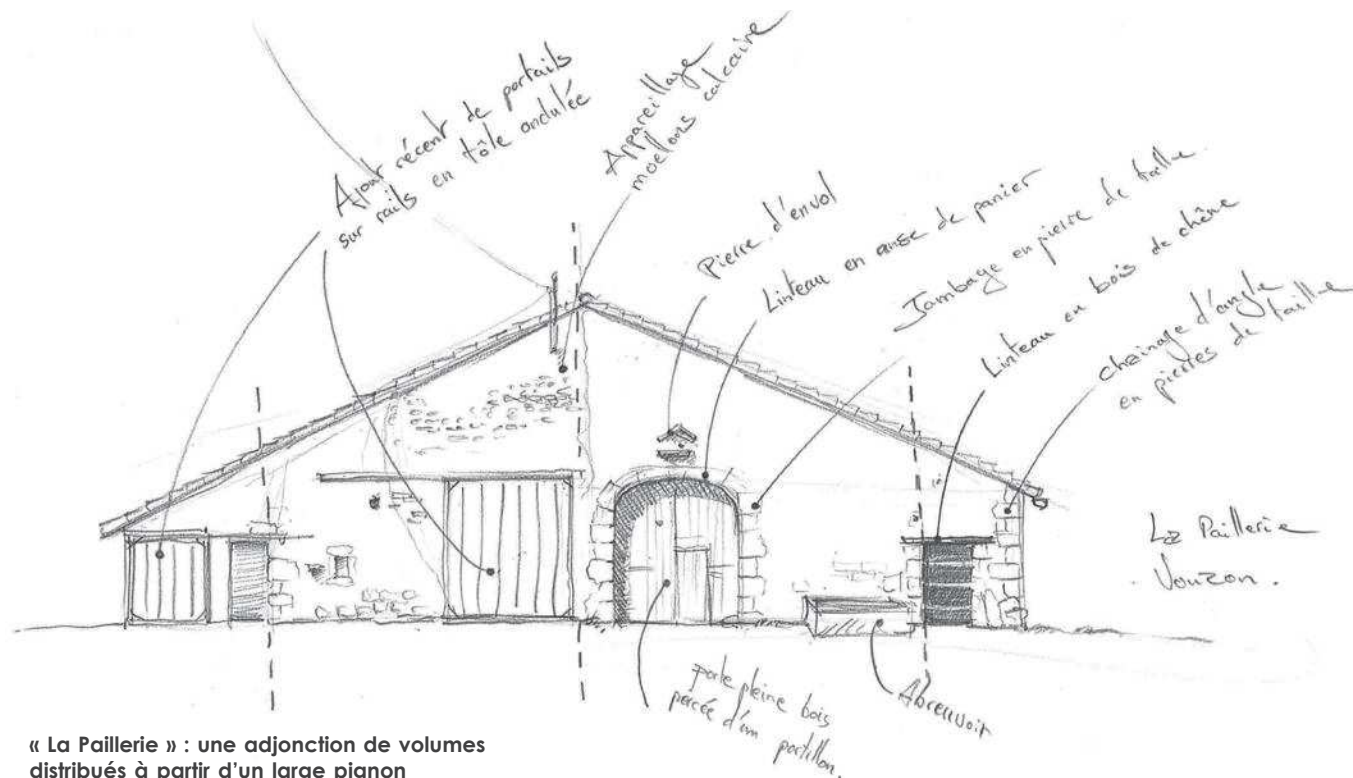 Ajout récent de portails
sur rails en tôle ondulée
Appareillage
moellons calcaire
Pierre d'envol
Linteau en anse de panier
Jambage en pierre de taille.
Linteau en bois de chêne
chainage d'angle
en pierres de taille
La Paillerie
Vouzon.
porte pleine bois
percée d'un portillon.
Abreuvoir
« La Paillerie » : une adjonction de volumes
distribués à partir d'un large pignon